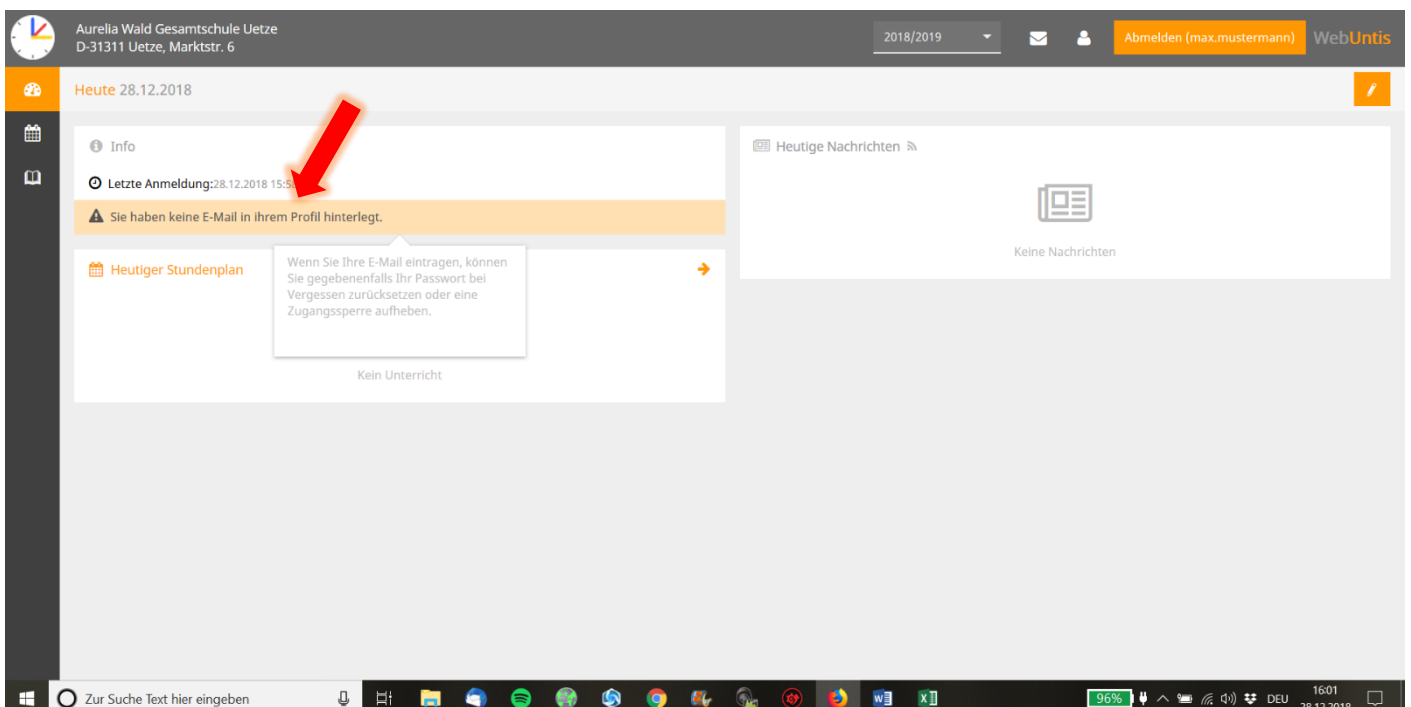 Aurelia Wald Gesamtschule Uetze
D-31311 Uetze, Marktstr. 6
2018/2019
Abmelden (max.mustermann)
WebUntis
Heute 28.12.2018
Info
Letzte Anmeldung:28.12.2018
Sie haben keine E-Mail in ihrem Profil hinterlegt.
Heutiger Stundenplan
Wenn Sie Ihre E-Mail eintragen, können
Sie gegebenenfalls Ihr Passwort bei
Vergessen zurücksetzen oder eine
Zugangssperre aufheben.
Kein Unterricht
Heutige Nachrichten
Keine Nachrichten
Zur Suche Text hier eingeben
96%
DEU
16:01
28.12.2018